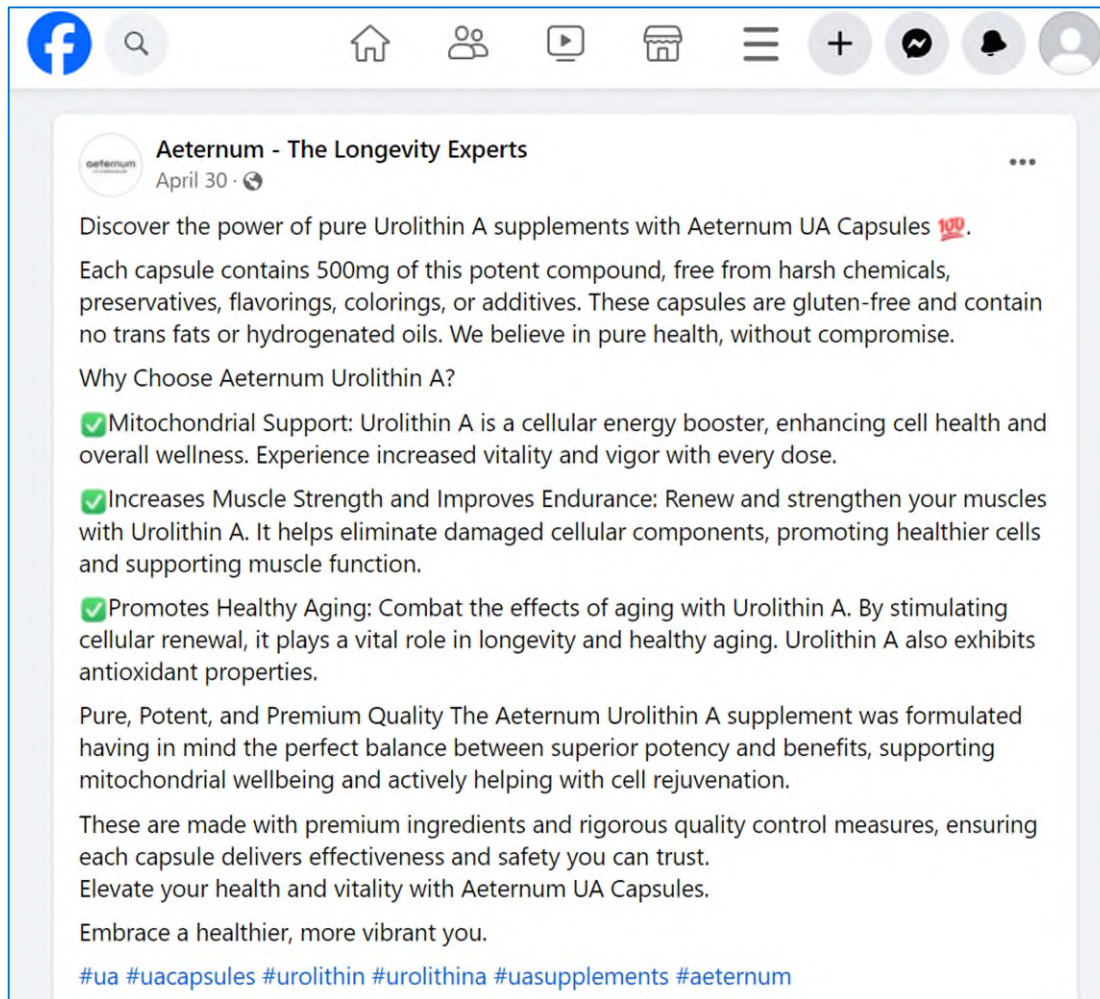 aeternum
Aeternum - The Longevity Experts
April 30 ·
Discover the power of pure Urolithin A supplements with Aeternum UA Capsules 💯.
Each capsule contains 500mg of this potent compound, free from harsh chemicals,
preservatives, flavorings, colorings, or additives. These capsules are gluten-free and contain
no trans fats or hydrogenated oils. We believe in pure health, without compromise.
Why Choose Aeternum Urolithin A?
✅Mitochondrial Support: Urolithin A is a cellular energy booster, enhancing cell health and
overall wellness. Experience increased vitality and vigor with every dose.
✅Increases Muscle Strength and Improves Endurance: Renew and strengthen your muscles
with Urolithin A. It helps eliminate damaged cellular components, promoting healthier cells
and supporting muscle function.
✅Promotes Healthy Aging: Combat the effects of aging with Urolithin A. By stimulating
cellular renewal, it plays a vital role in longevity and healthy aging. Urolithin A also exhibits
antioxidant properties.
Pure, Potent, and Premium Quality The Aeternum Urolithin A supplement was formulated
having in mind the perfect balance between superior potency and benefits, supporting
mitochondrial wellbeing and actively helping with cell rejuvenation.
These are made with premium ingredients and rigorous quality control measures, ensuring
each capsule delivers effectiveness and safety you can trust.
Elevate your health and vitality with Aeternum UA Capsules.
Embrace a healthier, more vibrant you.
#ua #uacapsules #urolithin #urolithina #uasupplements #aeternum